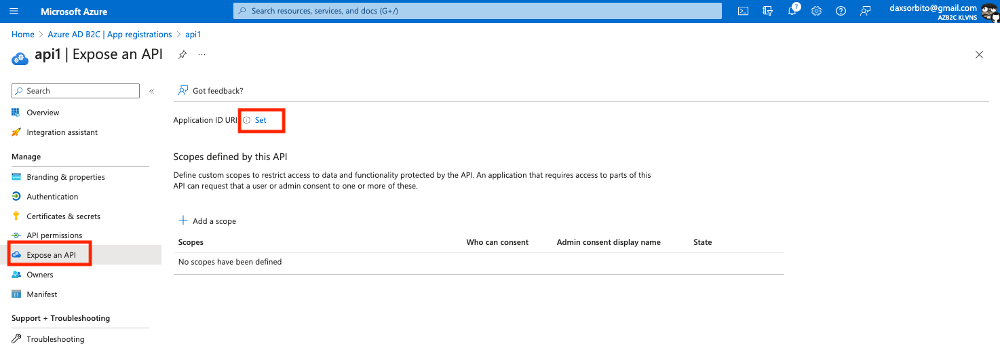 Microsoft Azure
Search resources, services, and docs (G+/)
7
daxsorbito@gmail.com
AZB2C KLVNS
Home > Azure AD B2C | App registrations > api1
api1 | Expose an API
...
Search
«
Got feedback?
Overview
Integration assistant
Application ID URI
Set
Manage
Branding & properties
Authentication
Certificates & secrets
API permissions
Expose an API
Owners
Manifest
Support + Troubleshooting
Troubleshooting
Scopes defined by this API
Define custom scopes to restrict access to data and functionality protected by the API. An application that requires access to parts of this
API can request that a user or admin consent to one or more of these.
Add a scope
Scopes Who can consent Admin consent display name State
No scopes have been defined